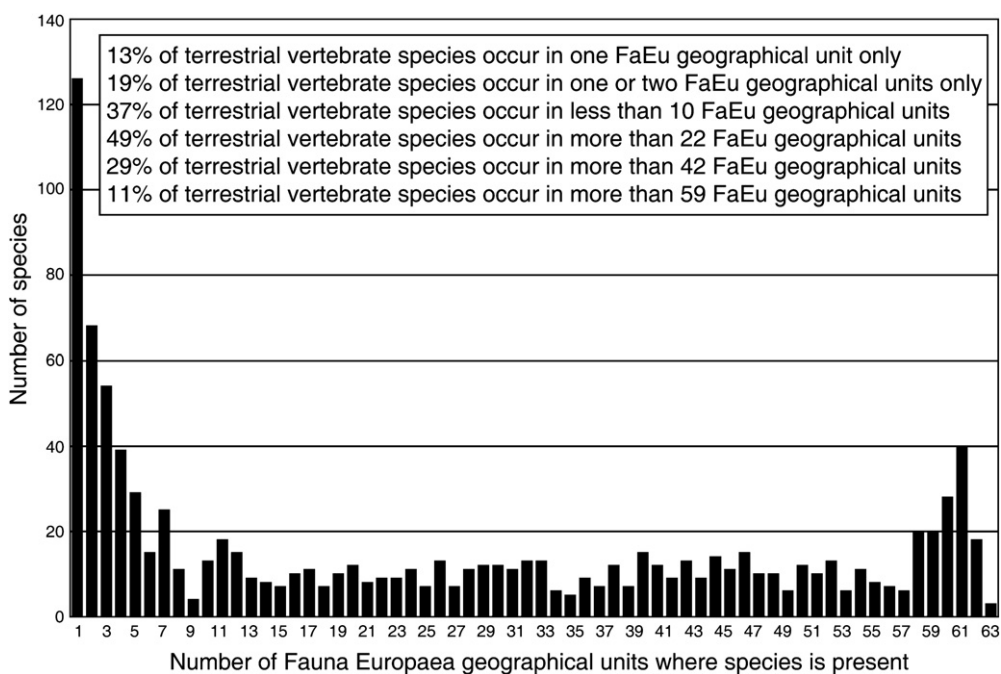 140
120
100
80
60
40
20
0
Number of species
13% of terrestrial vertebrate species occur in one FaEu geographical unit only
19% of terrestrial vertebrate species occur in one or two FaEu geographical units only
37% of terrestrial vertebrate species occur in less than 10 FaEu geographical units
49% of terrestrial vertebrate species occur in more than 22 FaEu geographical units
29% of terrestrial vertebrate species occur in more than 42 FaEu geographical units
11% of terrestrial vertebrate species occur in more than 59 FaEu geographical units
1 3 5 7 9 11 13 15 17 19 21 23 25 27 29 31 33 35 37 39 41 43 45 47 49 51 53 55 57 59 61 63
Number of Fauna Europaea geographical units where species is present